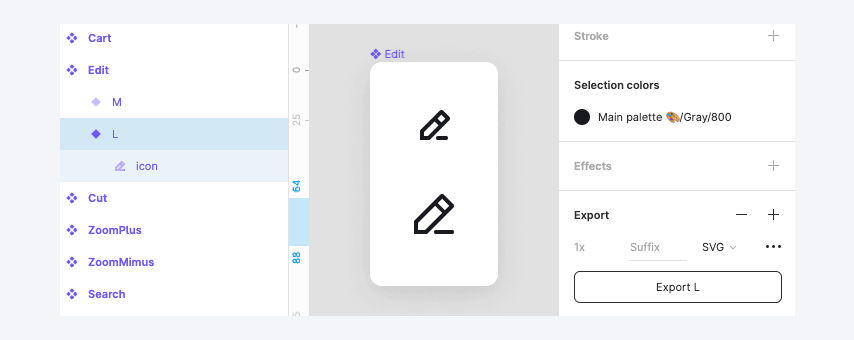 Cart
Edit
M
L
icon
Cut
ZoomPlus
ZoomMimus
Search
0
25
64
88
Edit
Stroke
Selection colors
Main palette 🎨/Gray/800
Effects
Export
1x Suffix SVG
Export L